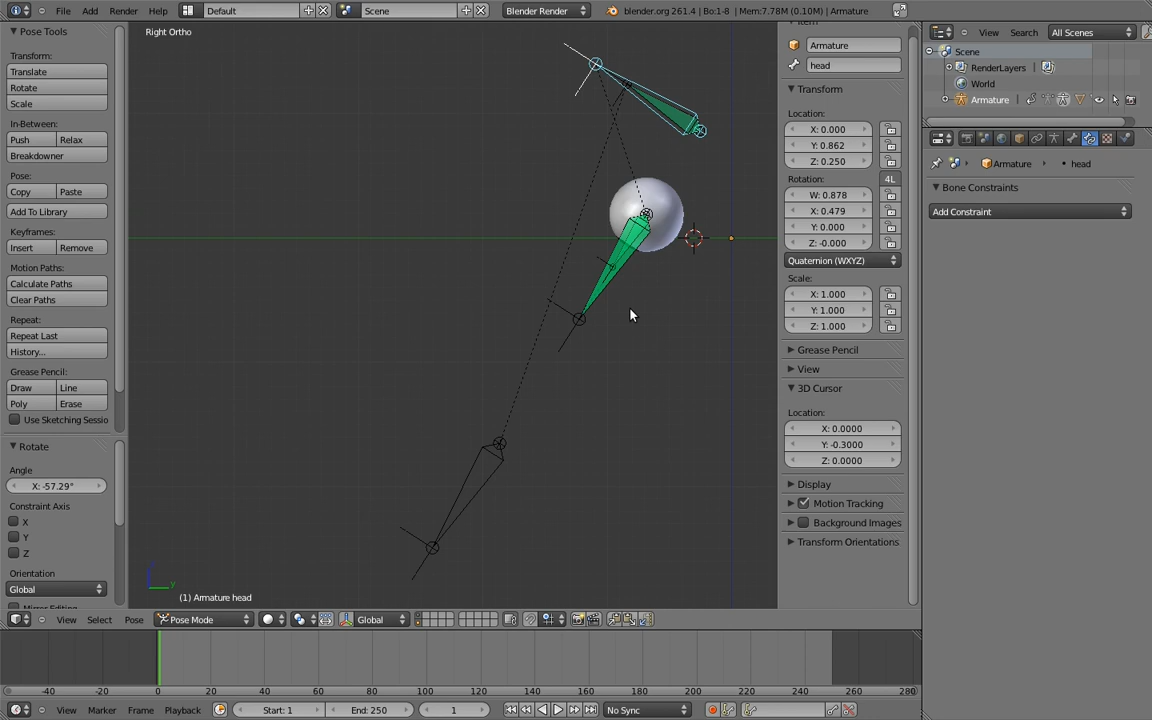 File Add Render Help Default Scene Blender Render blender.org 261.4 | Bo:1-8 | Mem:7.78M (0.10M) | Armature
Pose Tools
Transform:
Translate
Rotate
Scale
In-Between:
Push Relax
Breakdowner
Pose:
Copy Paste
Add To Library
Keyframes:
Insert Remove
Motion Paths:
Calculate Paths
Clear Paths
Repeat:
Repeat Last
History...
Grease Pencil:
Draw Line
Poly Erase
Use Sketching Sessio
Rotate
Angle
X: -57.29°
Constraint Axis
X
Y
Z
Orientation
Global
Right Ortho
z
y
(1) Armature head
View Select Pose Pose Mode Global
Item
Armature
head
Transform
Location:
X: 0.000
Y: 0.862
Z: 0.250
Rotation: 4L
W: 0.878
X: 0.479
Y: 0.000
Z: -0.000
Quaternion (WXYZ)
Scale:
X: 1.000
Y: 1.000
Z: 1.000
Grease Pencil
View
3D Cursor
Location:
X: 0.0000
Y: -0.3000
Z: 0.0000
Display
Motion Tracking
Background Images
Transform Orientations
View Search All Scenes
Scene
RenderLayers
World
Armature
Armature head
Bone Constraints
Add Constraint
-40 -20 0 20 40 60 80 100 120 140 160 180 200 220 240 260 280
View Marker Frame Playback Start: 1 End: 250 1 No Sync